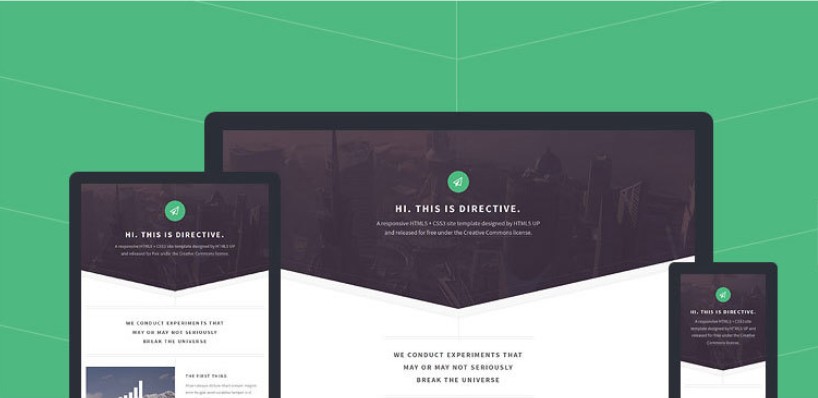 HI. THIS IS DIRECTIVE.
A responsive HTML5 + CSS3 site template designed by HTML5 UP
and released for free under the Creative Commons license.
WE CONDUCT EXPERIMENTS THAT
MAY OR MAY NOT SERIOUSLY
BREAK THE UNIVERSE
HI. THIS IS DIRECTIVE.
A responsive HTML5 + CSS3 site template designed by HTML5 UP
and released for free under the Creative Commons license.
WE CONDUCT EXPERIMENTS THAT
MAY OR MAY NOT SERIOUSLY
BREAK THE UNIVERSE
THE FIRST THING
HI. THIS IS DIRECTIVE.
A responsive HTML5 + CSS3 site
template designed by HTML5 UP and
released for free under the Creative
Commons license.